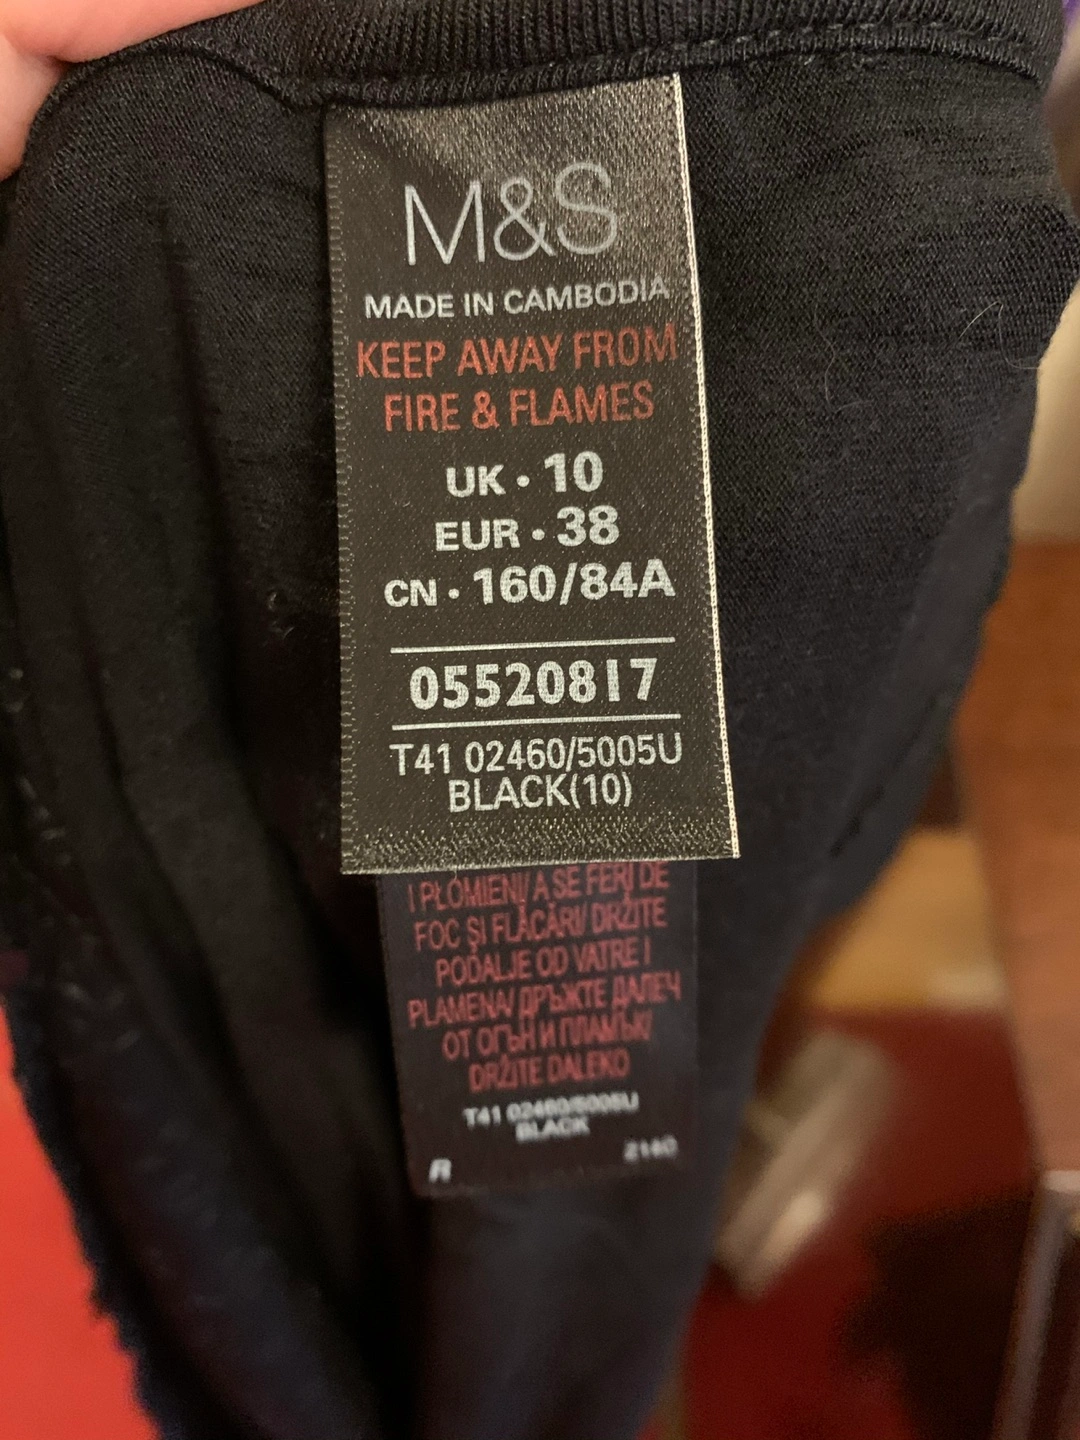 M&S
MADE IN CAMBODIA
KEEP AWAY FROM
FIRE & FLAMES
UK • 10
EUR • 38
CN • 160/84A
05520817
T41 02460/5005U
BLACK(10)
I PŁOMIENI/ A SE FERI DE
FOC ŞI FLĂCĂRI/ DRŽITE
PODALJE OD VATRE I
PLAMENA/ ДРЪЖТЕ ДАЛЕЧ
ОТ ОГЪН И ПЛАМЪК/
DRŽITE DALEKO
T41 02460/5005U
BLACK
R 2140